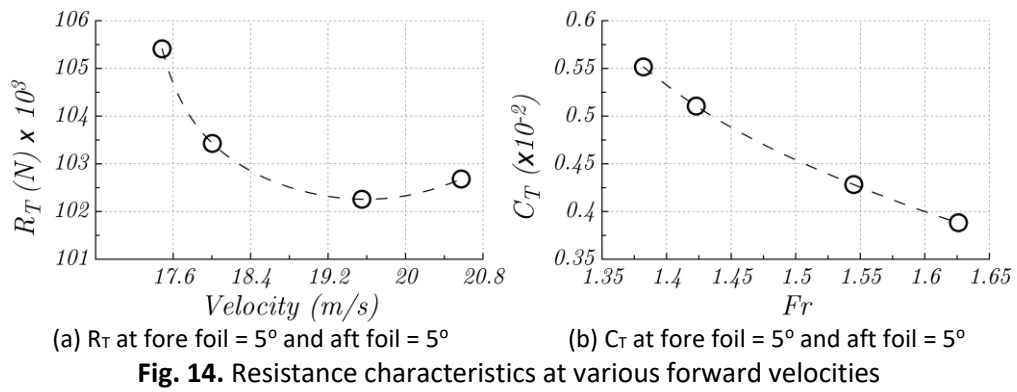 106
105
104
103
102
101
R_T (N) x 10³
17.6 18.4 19.2 20 20.8
Velocity (m/s)
(a) R_T at fore foil = 5° and aft foil = 5°
0.6
0.55
0.5
0.45
0.4
0.35
C_T (x10⁻²)
1.35 1.4 1.45 1.5 1.55 1.6 1.65
Fr
(b) C_T at fore foil = 5° and aft foil = 5°
Fig. 14. Resistance characteristics at various forward velocities